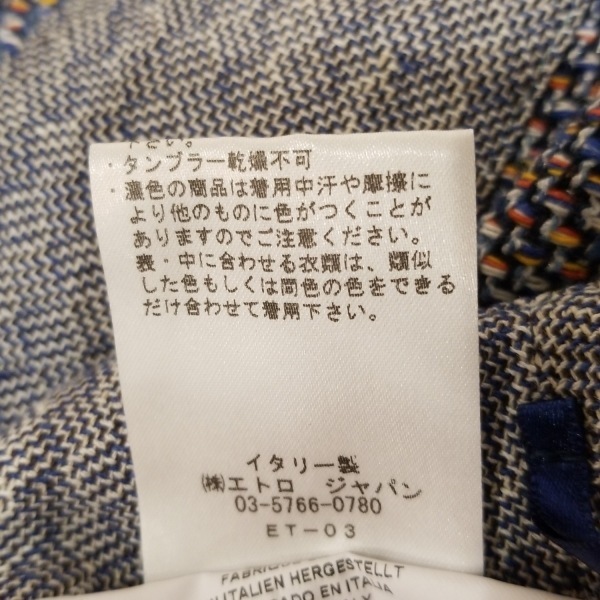 下さい。
・タンブラー乾燥不可
・濃色の商品は着用中汗や摩擦に
より他のものに色がつくことが
ありますのでご注意ください。
表・中に合わせる衣類は、類似
した色もしくは同色の色をできる
だけ合わせて着用下さい。
イタリー製
㈱エトロ ジャパン
03-5766-0780
ET-03
HERGESTELLT
EN ITALIA